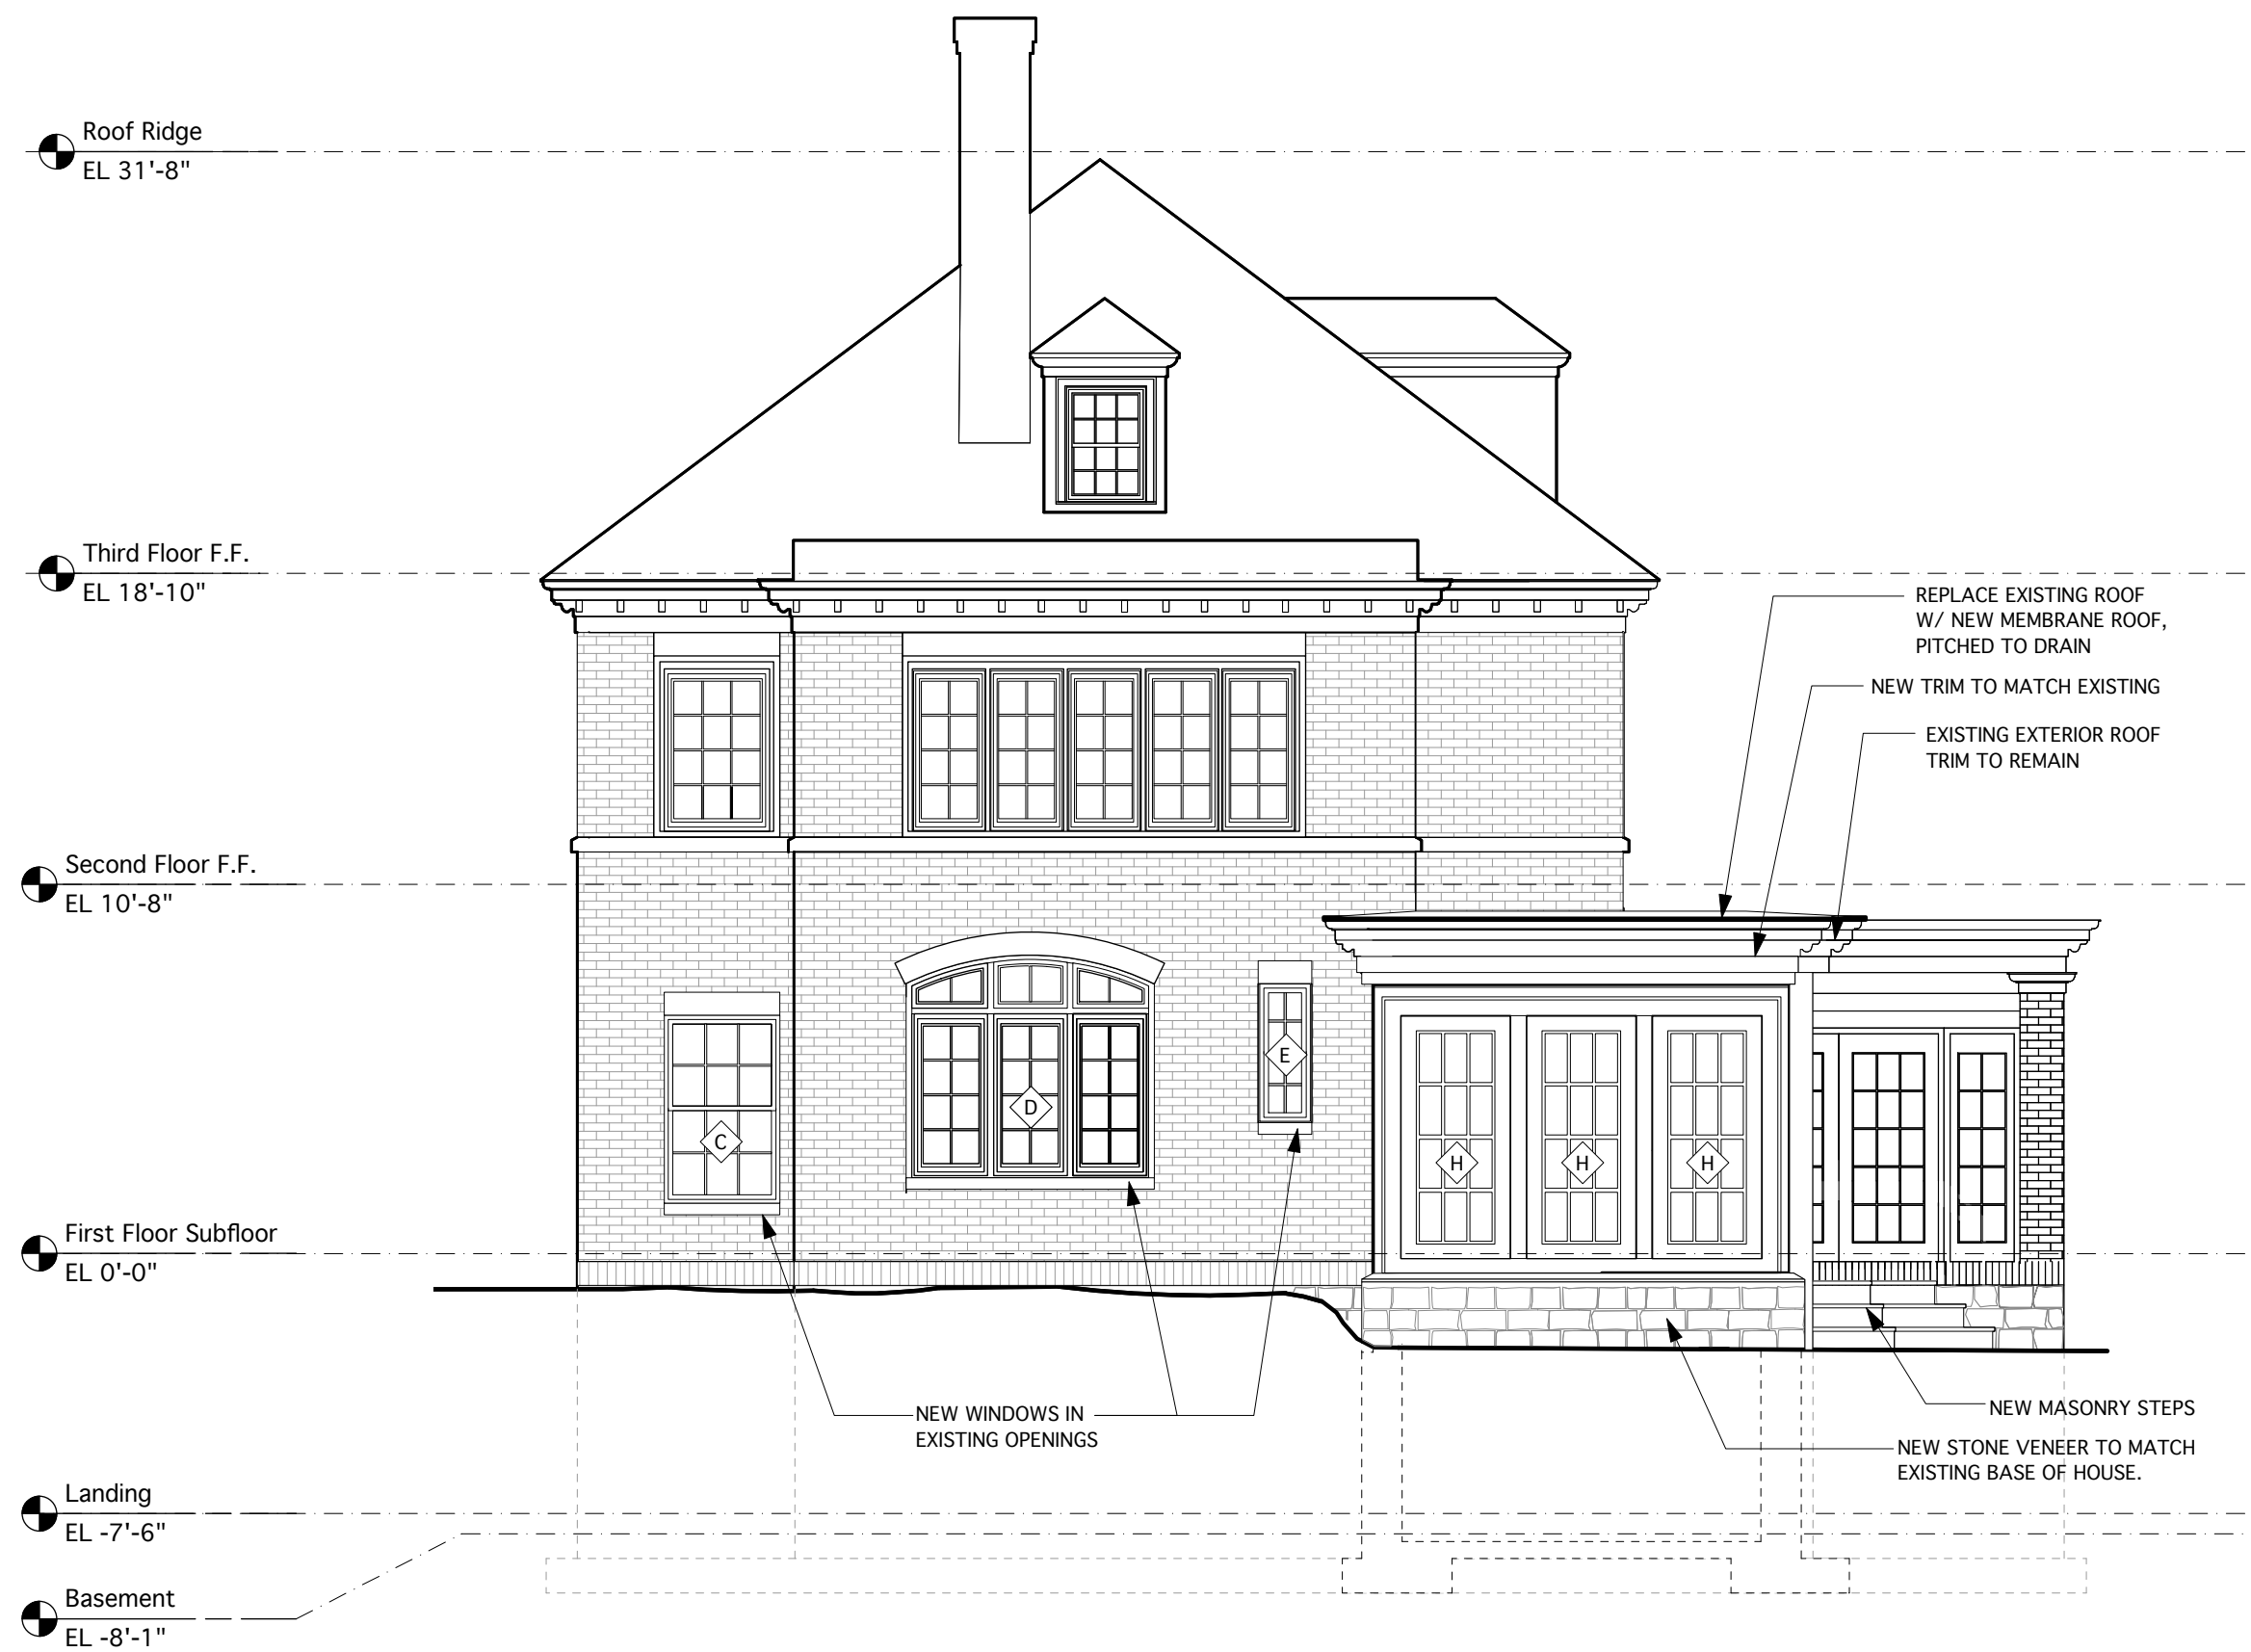 Roof Ridge
EL 31'-8"
Third Floor F.F.
EL 18'-10"
REPLACE EXISTING ROOF
W/ NEW MEMBRANE ROOF,
PITCHED TO DRAIN
NEW TRIM TO MATCH EXISTING
EXISTING EXTERIOR ROOF
TRIM TO REMAIN
Second Floor F.F.
EL 10'-8"
E
D
C
H
H
H
First Floor Subfloor
EL 0'-0"
NEW WINDOWS IN
EXISTING OPENINGS
NEW MASONRY STEPS
NEW STONE VENEER TO MATCH
EXISTING BASE OF HOUSE.
Landing
EL -7'-6"
Basement
EL -8'-1"